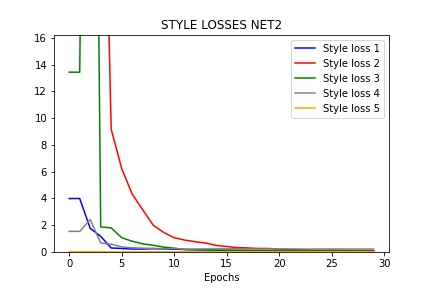 STYLE LOSSES NET2
16
14
12
10
8
6
4
2
0
Style loss 1
Style loss 2
Style loss 3
Style loss 4
Style loss 5
0 5 10 15 20 25 30
Epochs